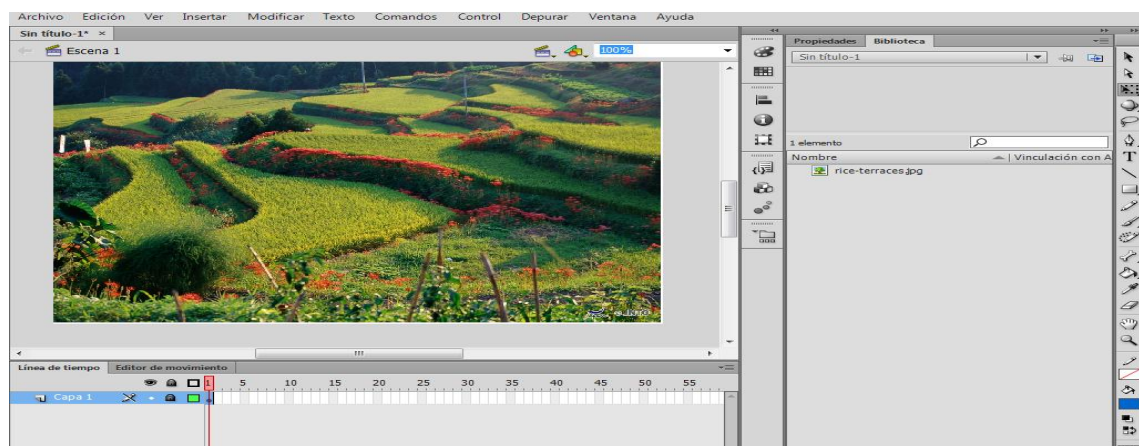 Archivo Edición Ver Insertar Modificar Texto Comandos Control Depurar Ventana Ayuda
Sin título-1* ×
Escena 1
100%
Línea de tiempo Editor de movimiento
1 5 10 15 20 25 30 35 40 45 50 55
Capa 1
Propiedades Biblioteca
Sin título-1
1 elemento
Nombre Vinculación con A
rice-terraces.jpg
T